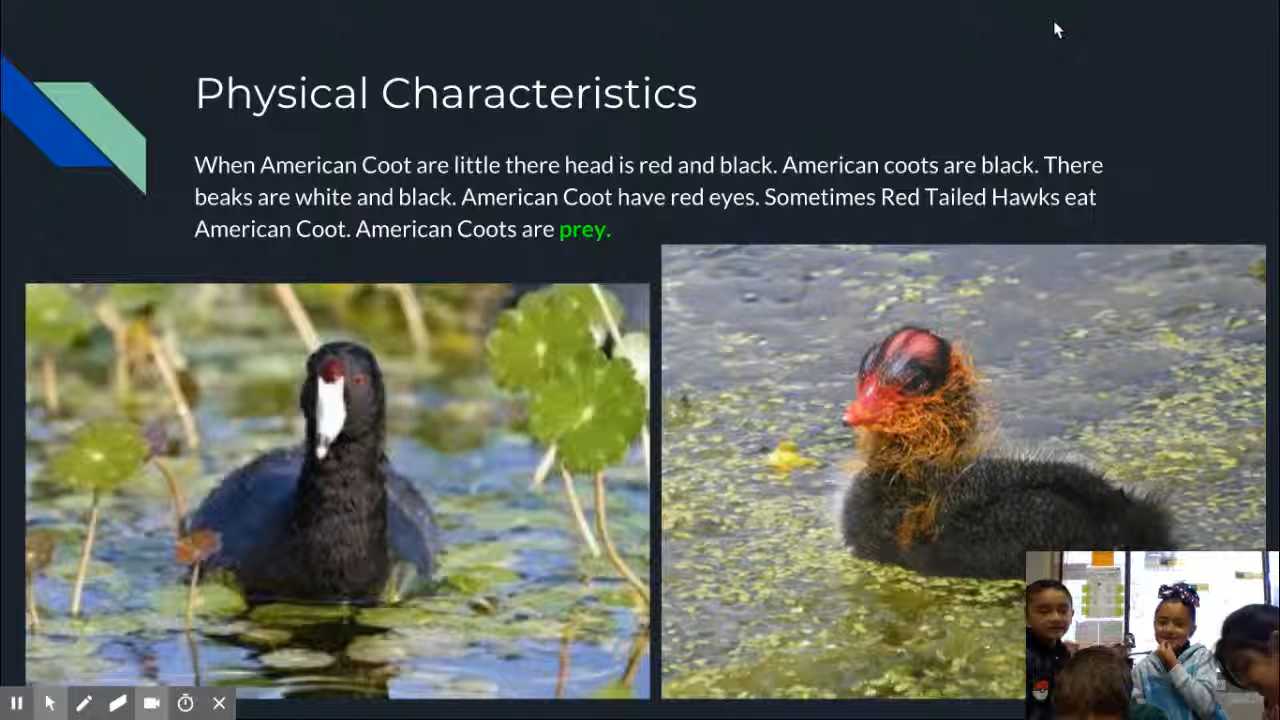 Physical Characteristics
When American Coot are little there head is red and black. American coots are black. There
beaks are white and black. American Coot have red eyes. Sometimes Red Tailed Hawks eat
American Coot. American Coots are prey.